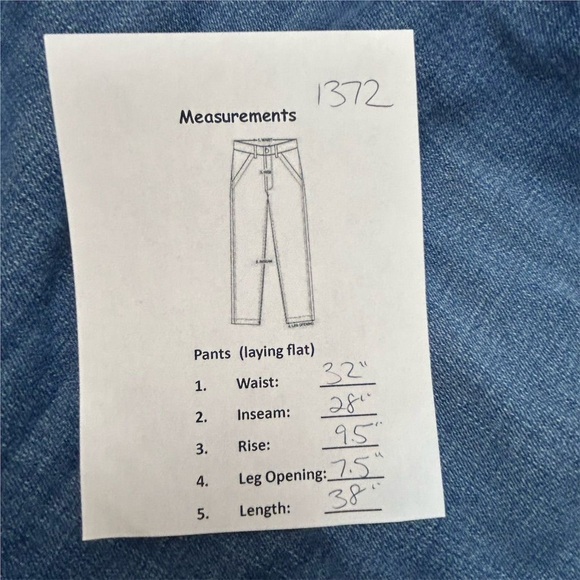 1372
Measurements
Pants (laying flat)
1. Waist: 32"
2. Inseam: 28"
3. Rise: 9.5"
4. Leg Opening: 7.5"
5. Length: 38"